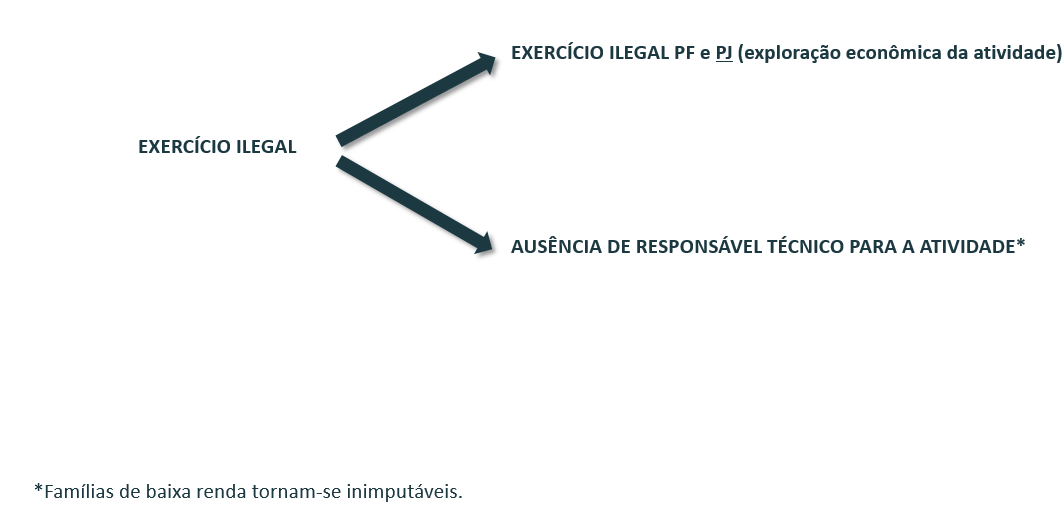 EXERCÍCIO ILEGAL PF e PJ (exploração econômica da atividade)
EXERCÍCIO ILEGAL
AUSÊNCIA DE RESPONSÁVEL TÉCNICO PARA A ATIVIDADE*
*Famílias de baixa renda tornam-se inimputáveis.